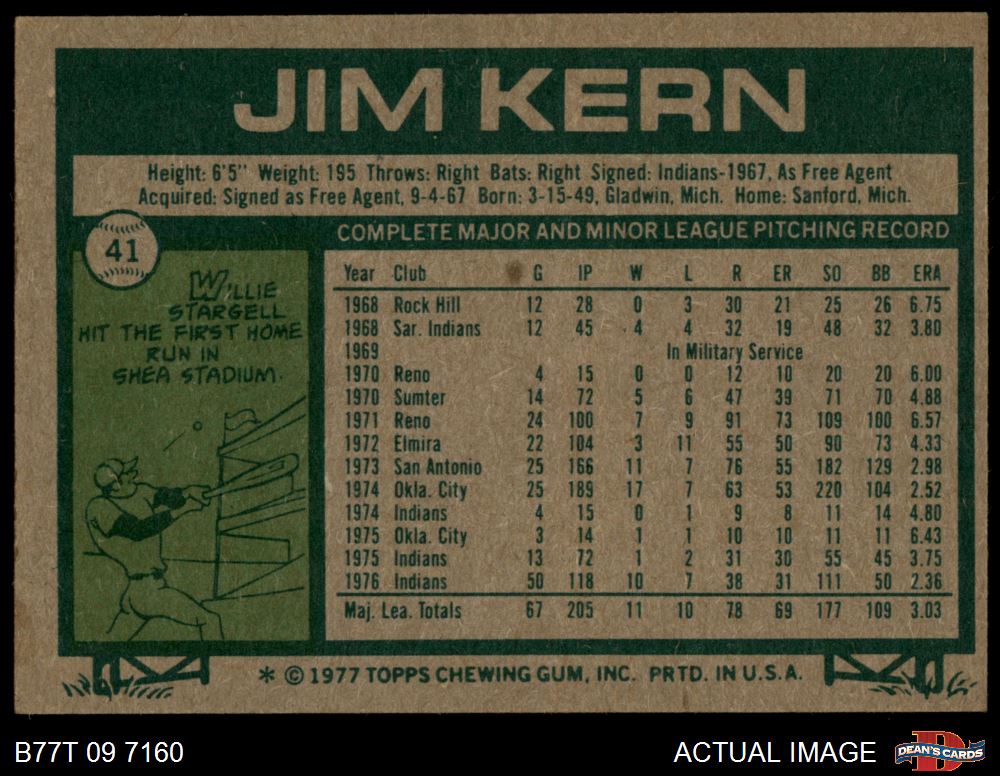 JIM KERN
Height: 6'5" Weight: 195 Throws: Right Bats: Right Signed: Indians-1967, As Free Agent
Acquired: Signed as Free Agent, 9-4-67 Born: 3-15-49, Gladwin, Mich. Home: Sanford, Mich.
41
WILLIE
STARGELL
HIT THE FIRST HOME
RUN IN
SHEA STADIUM.
COMPLETE MAJOR AND MINOR LEAGUE PITCHING RECORD
Year Club G IP W L R ER SO BB ERA
1968 Rock Hill 12 28 0 3 30 21 25 26 6.75
1968 Sar. Indians 12 45 4 4 32 19 48 32 3.80
1969 In Military Service
1970 Reno 4 15 0 0 12 10 20 20 6.00
1970 Sumter 14 72 5 6 47 39 71 70 4.88
1971 Reno 24 100 7 9 91 73 109 100 6.57
1972 Elmira 22 104 3 11 55 50 90 73 4.33
1973 San Antonio 25 166 11 7 76 55 182 129 2.98
1974 Okla. City 25 189 17 7 63 53 220 104 2.52
1974 Indians 4 15 0 1 9 8 11 14 4.80
1975 Okla. City 3 14 1 1 10 10 11 11 6.43
1975 Indians 13 72 1 2 31 30 55 45 3.75
1976 Indians 50 118 10 7 38 31 111 50 2.36
Maj. Lea. Totals 67 205 11 10 78 69 177 109 3.03
* © 1977 TOPPS CHEWING GUM, INC. PRTD. IN U.S.A.
B77T 09 7160
ACTUAL IMAGE
D
DEAN'S CARDS